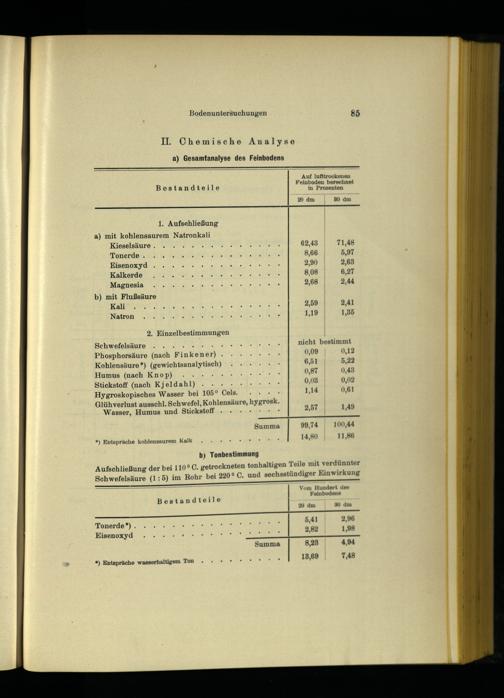 Bodenuntersuchungen 85
II. Chemische Analyse
a) Gesamtanalyse des Feinbodens
Bestandteile
Auf lufttrockenen
Feinboden berechnet
in Prozenten
20 dm 30 dm
1. Aufschließung
a) mit kohlensaurem Natronkali
Kieselsäure . . . . . . . . . . . . . 62,43 71,48
Tonerde . . . . . . . . . . . . . . 8,66 5,97
Eisenoxyd . . . . . . . . . . . . . 2,90 2,63
Kalkerde . . . . . . . . . . . . . 8,08 6,27
Magnesia . . . . . . . . . . . . . 2,68 2,44
b) mit Flußsäure
Kali . . . . . . . . . . . . . . . 2,59 2,41
Natron . . . . . . . . . . . . . . 1,19 1,35
2. Einzelbestimmungen
Schwefelsäure . . . . . . . . . . . . nicht bestimmt
Phosphorsäure (nach Finkener) . . . . . . 0,09 0,12
Kohlensäure*) (gewichtsanalytisch) . . . . . 6,51 5,22
Humus (nach Knop) . . . . . . . . . 0,87 0,43
Stickstoff (nach Kjeldahl) . . . . . . . . 0,03 0,02
Hygroskopisches Wasser bei 105° Cels. . . . . 1,14 0,61
Glühverlust ausschl. Schwefel, Kohlensäure, hygrosk.
Wasser, Humus und Stickstoff . . . . . . 2,57 1,49
Summa 99,74 100,44
*) Entspräche kohlensaurem Kalk . . . . . . . . 14,80 11,86
b) Tonbestimmung
Aufschließung der bei 110° C. getrockneten tonhaltigen Teile mit verdünnter
Schwefelsäure (1:5) im Rohr bei 220° C. und sechsstündiger Einwirkung
Bestandteile
Vom Hundert des
Feinbodens
20 dm 30 dm
Tonerde*) . . . . . . . . . . . . . . 5,41 2,96
Eisenoxyd . . . . . . . . . . . . . 2,82 1,98
Summa 8,23 4,94
*) Entspräche wasserhaltigem Ton . . . . . . . . 13,69 7,48